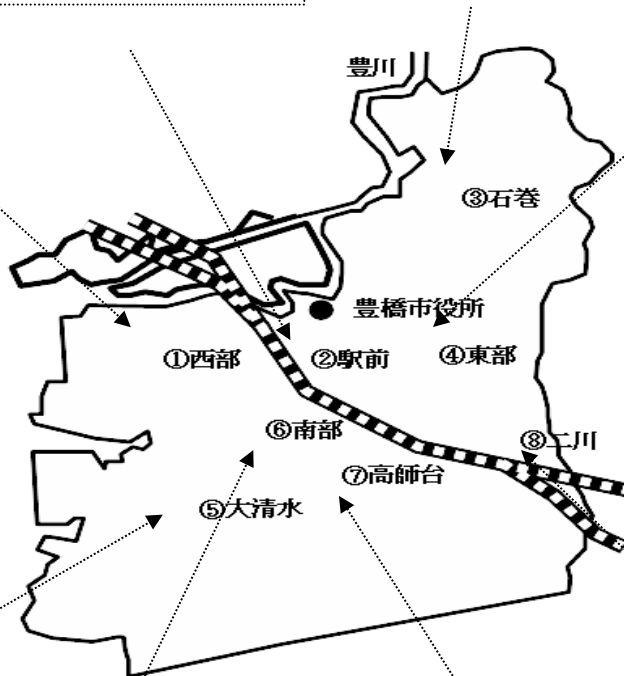 豊川
③石巻
豊橋市役所
①西部
②駅前
④東部
⑥南部
⑧二川
⑦高師台
⑤大清水